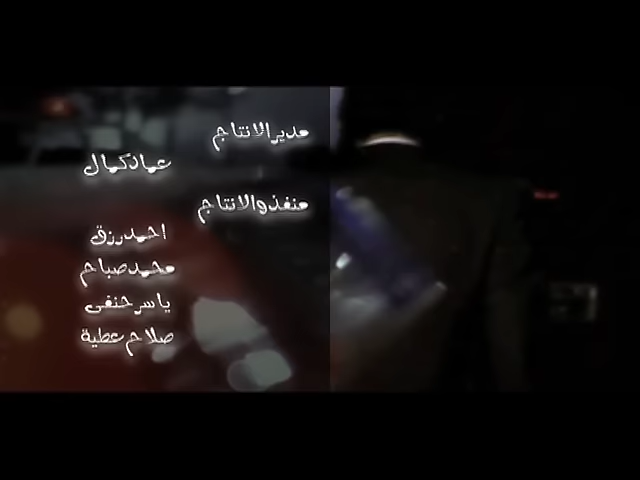 مدير الانتاج
عماد كمال
منفذو الانتاج
احمد رزق
محمد صباح
ياسر حنفى
صلاح عطية